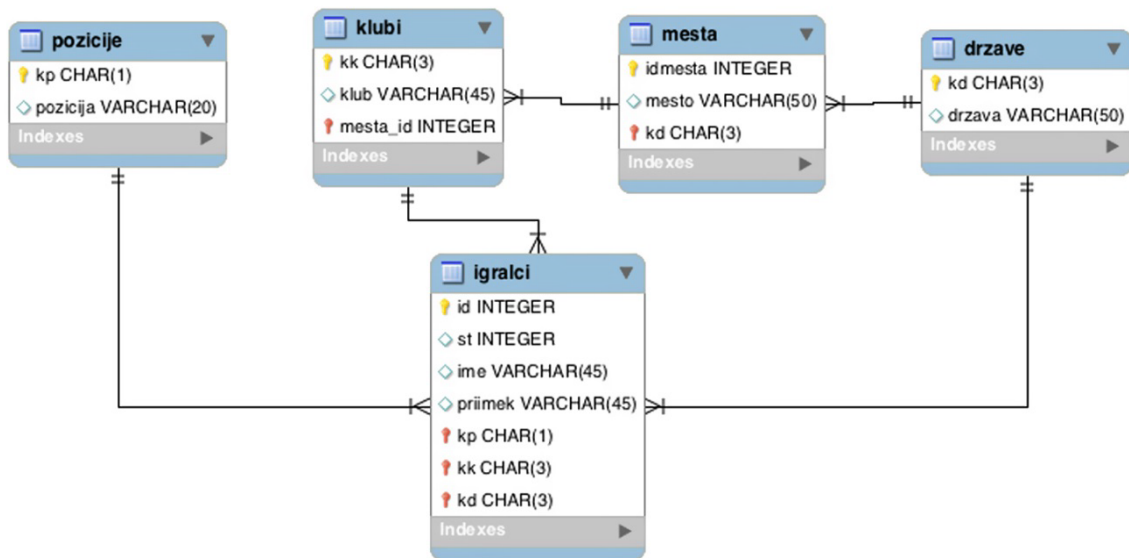 pozicije
kp CHAR(1)
pozicija VARCHAR(20)
Indexes
klubi
kk CHAR(3)
klub VARCHAR(45)
mesta_id INTEGER
Indexes
mesta
idmesta INTEGER
mesto VARCHAR(50)
kd CHAR(3)
Indexes
drzave
kd CHAR(3)
drzava VARCHAR(50)
Indexes
igralci
id INTEGER
st INTEGER
ime VARCHAR(45)
priimek VARCHAR(45)
kp CHAR(1)
kk CHAR(3)
kd CHAR(3)
Indexes